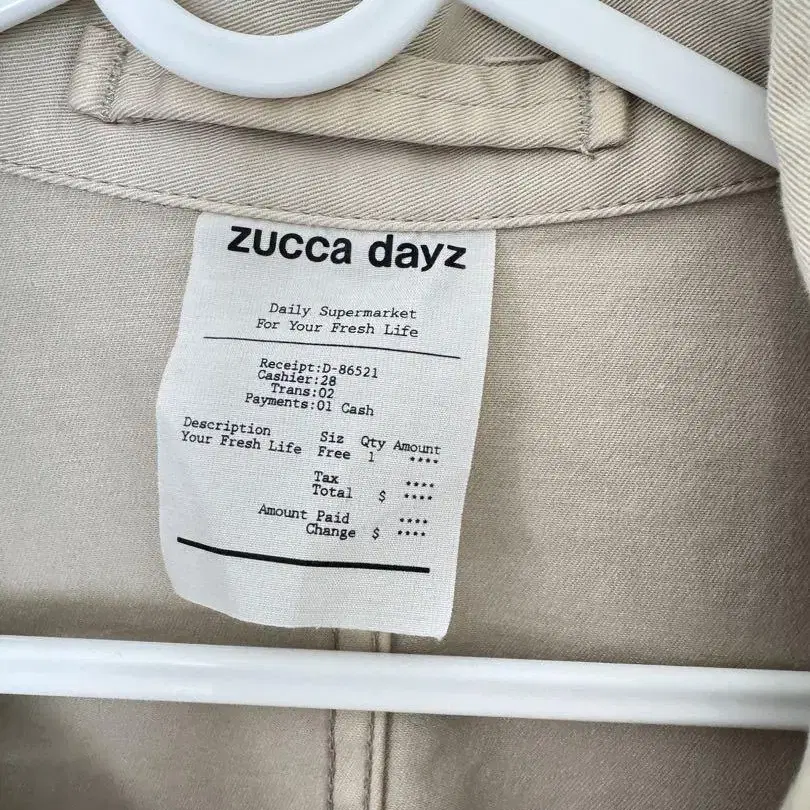 zucca dayz
Daily Supermarket
For Your Fresh Life
Receipt:D-86521
Cashier:28
Trans:02
Payments:01 Cash
Description Siz Qty Amount
Your Fresh Life Free 1 ****
Tax ****
Total $ ****
Amount Paid ****
Change $ ****